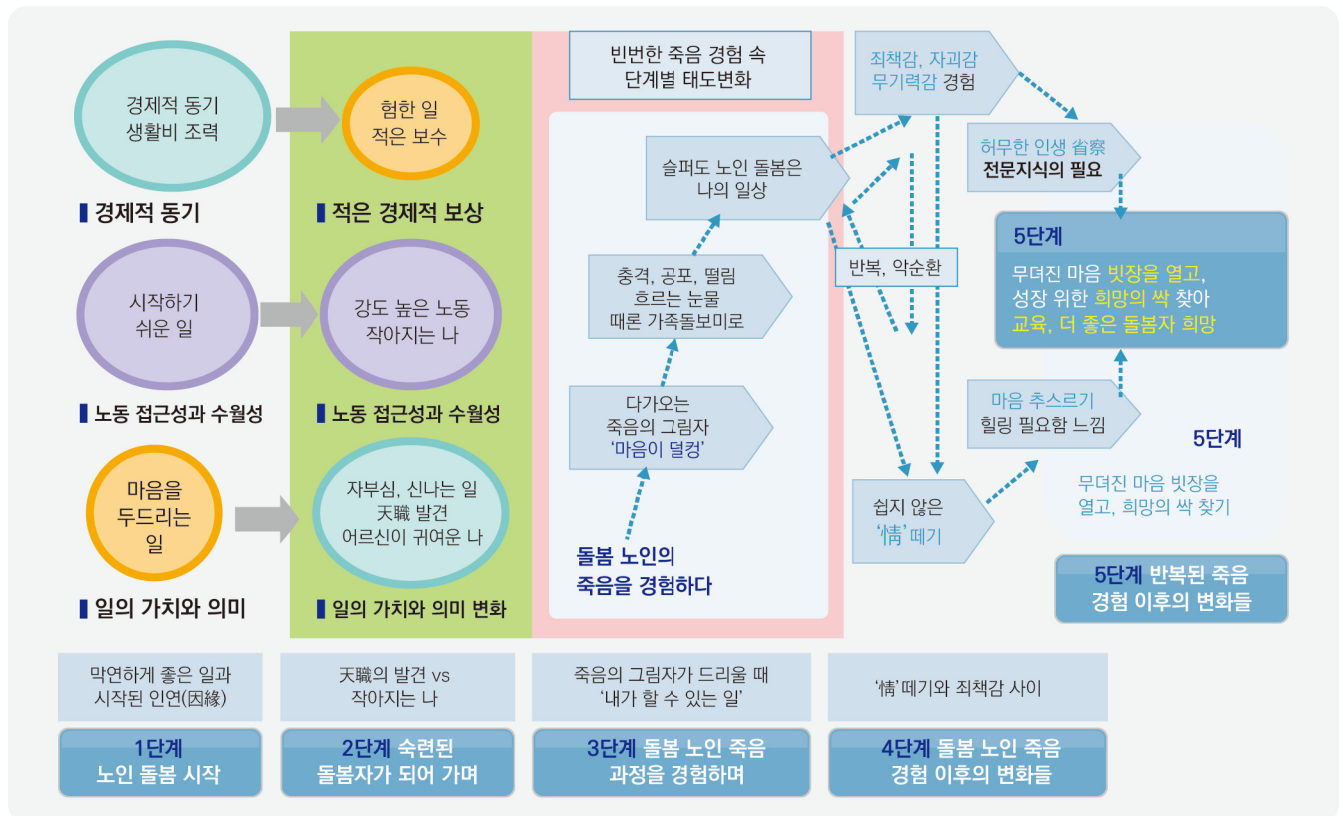 경제적 동기
생활비 조력
경제적 동기
시작하기
쉬운 일
노동 접근성과 수월성
마음을
두드리는
일
일의 가치와 의미
험한 일
적은 보수
적은 경제적 보상
강도 높은 노동
작아지는 나
노동 접근성과 수월성
자부심, 신나는 일
天職 발견
어르신이 귀여운 나
일의 가치와 의미 변화
빈번한 죽음 경험 속
단계별 태도변화
슬퍼도 노인 돌봄은
나의 일상
충격, 공포, 떨림
흐르는 눈물
때론 가족돌보미로
다가오는
죽음의 그림자
‘마음이 덜컹’
돌봄 노인의
죽음을 경험하다
죄책감, 자괴감
무기력감 경험
반복, 악순환
쉽지 않은
‘情’ 떼기
허무한 인생 省察
전문지식의 필요
5단계
무뎌진 마음 빗장을 열고,
성장 위한 희망의 싹 찾아
교육, 더 좋은 돌봄자 희망
마음 추스르기
힐링 필요함 느낌
5단계
무뎌진 마음 빗장을
열고, 희망의 싹 찾기
5단계 반복된 죽음
경험 이후의 변화들
막연하게 좋은 일과
시작된 인연(因緣)
1단계
노인 돌봄 시작
天職의 발견 vs
작아지는 나
2단계 숙련된
돌봄자가 되어 가며
죽음의 그림자가 드리울 때
‘내가 할 수 있는 일’
3단계 돌봄 노인 죽음
과정을 경험하며
‘情’ 떼기와 죄책감 사이
4단계 돌봄 노인 죽음
경험 이후의 변화들